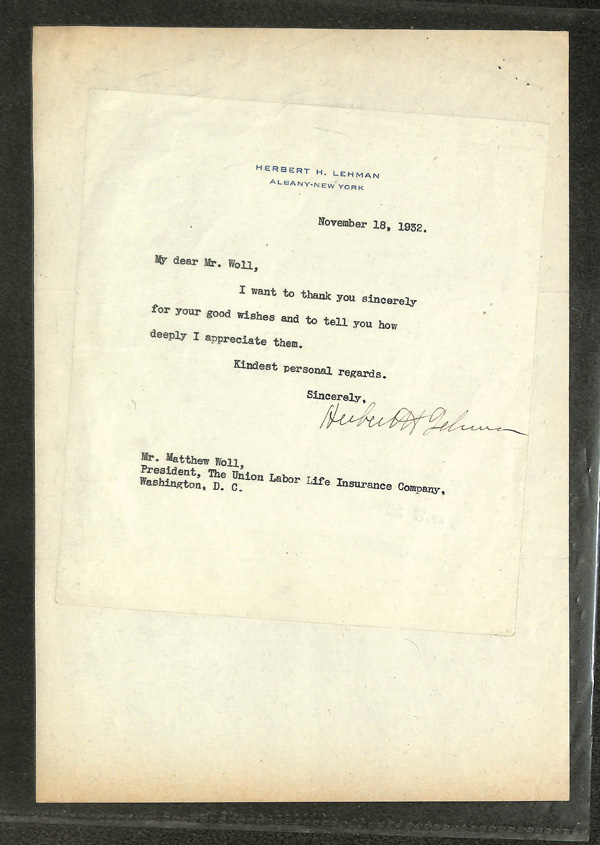 HERBERT H. LEHMAN
ALBANY-NEW YORK
November 18, 1932.
My dear Mr. Woll,
I want to thank you sincerely
for your good wishes and to tell you how
deeply I appreciate them.
Kindest personal regards.
Sincerely,
Herbert H Lehman
Mr. Matthew Woll,
President, The Union Labor Life Insurance Company,
Washington, D. C.